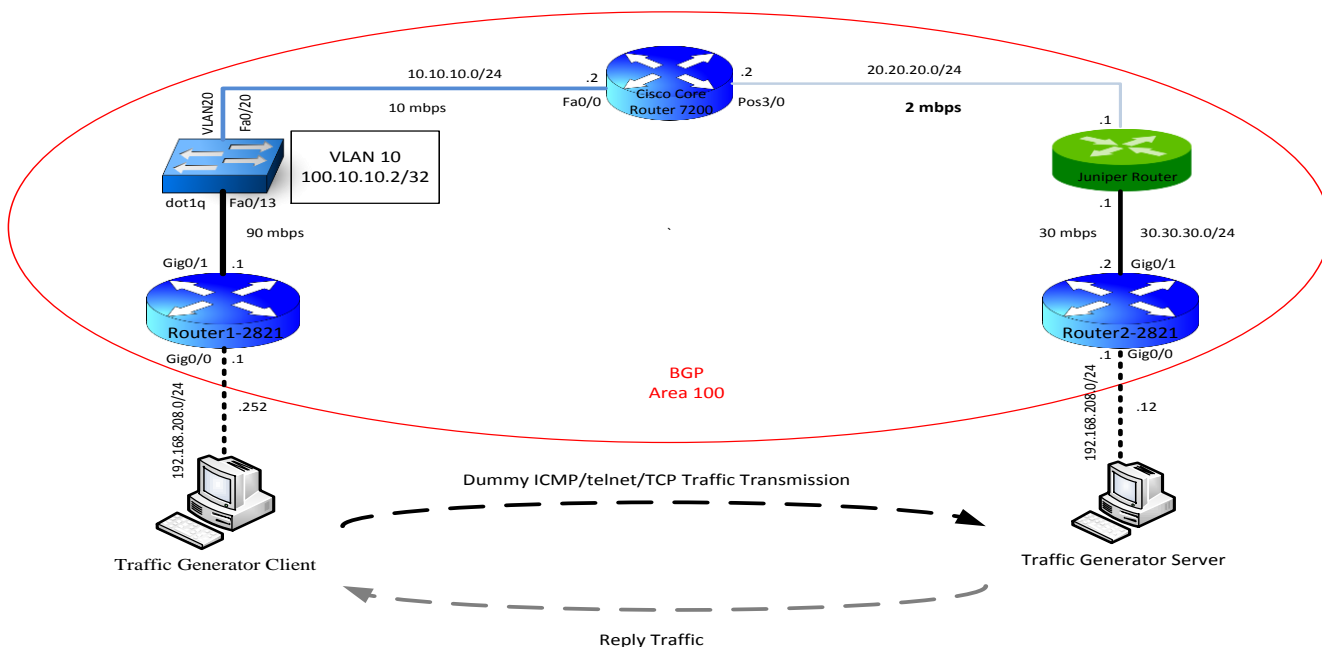 10.10.10.0/24
.2
.2
20.20.20.0/24
Cisco Core
Router 7200
Fa0/0
Pos3/0
10 mbps
2 mbps
VLAN20
Fa0/20
.1
VLAN 10
100.10.10.2/32
Juniper Router
dot1q
Fa0/13
.1
90 mbps
30 mbps
30.30.30.0/24
Gig0/1
.1
.2
Gig0/1
Router1-2821
Router2-2821
Gig0/0
.1
.1
Gig0/0
BGP
Area 100
192.168.208.0/24
.252
192.168.208.0/24
.12
Dummy ICMP/telnet/TCP Traffic Transmission
Traffic Generator Client
Traffic Generator Server
Reply Traffic